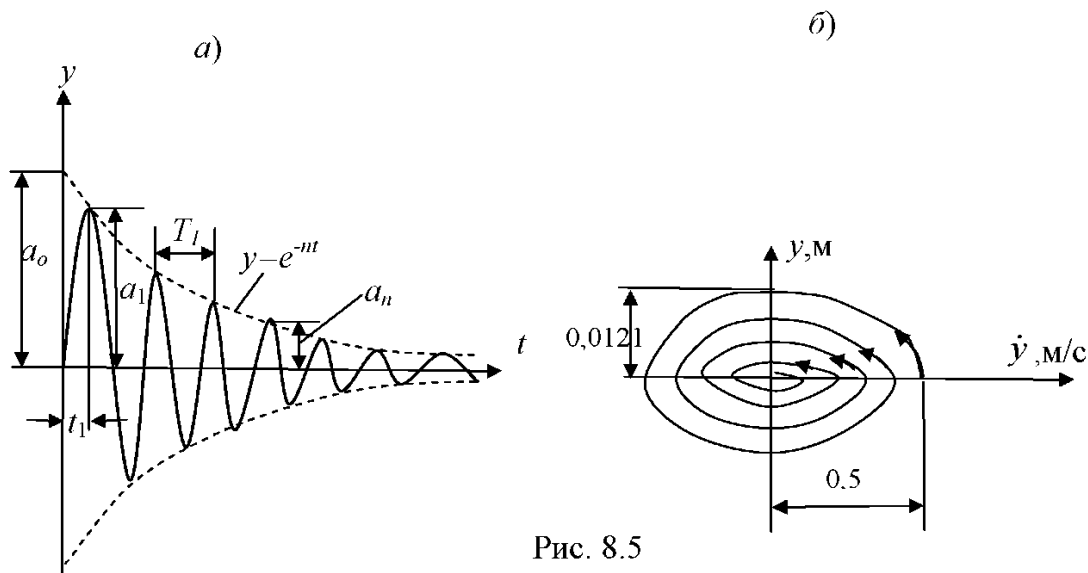 а)
y
a₀
a₁
T₁
y–e⁻ⁿᵗ
aₙ
t
t₁
б)
y,м
0,0121
ẏ ,м/с
0,5
Рис. 8.5